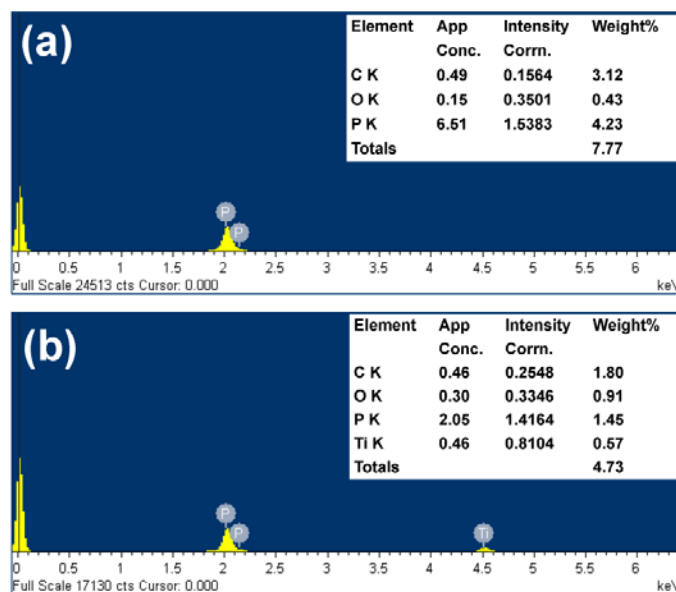 (a)
Element App Intensity Weight%
Conc. Corrn.
C K 0.49 0.1564 3.12
O K 0.15 0.3501 0.43
P K 6.51 1.5383 4.23
Totals 7.77
P
P
0 0.5 1 1.5 2 2.5 3 3.5 4 4.5 5 5.5 6
Full Scale 24513 cts Cursor: 0.000 keV
(b)
Element App Intensity Weight%
Conc. Corrn.
C K 0.46 0.2548 1.80
O K 0.30 0.3346 0.91
P K 2.05 1.4164 1.45
Ti K 0.46 0.8104 0.57
Totals 4.73
P
P Ti
0 0.5 1 1.5 2 2.5 3 3.5 4 4.5 5 5.5 6
Full Scale 17130 cts Cursor: 0.000 keV